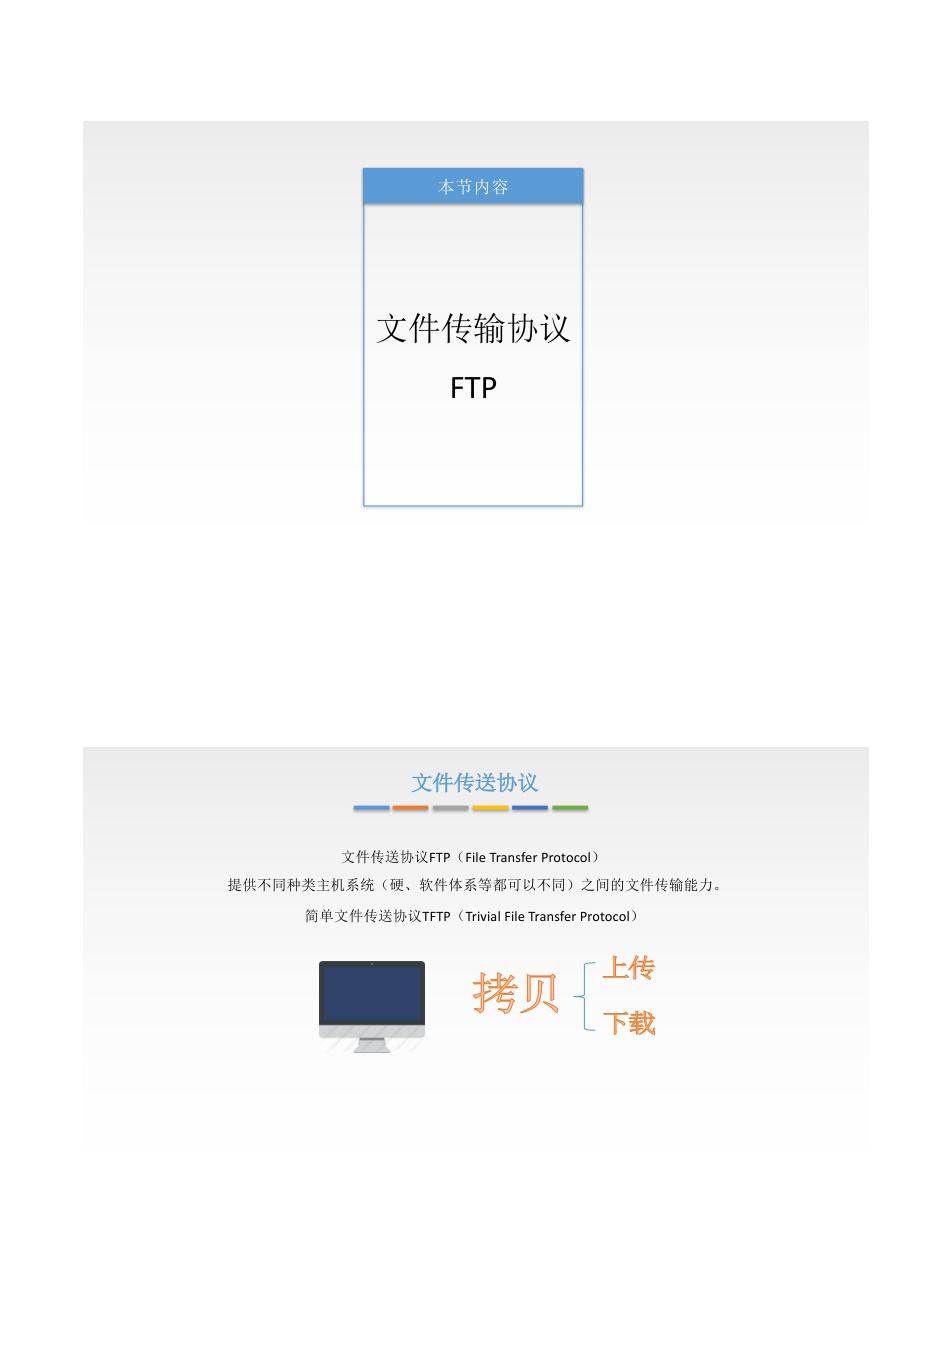 本节内容
文件传输协议
FTP
文件传送协议
文件传送协议FTP（File Transfer Protocol）
提供不同种类主机系统（硬、软件体系等都可以不同）之间的文件传输能力。
简单文件传送协议TFTP（Trivial File Transfer Protocol）
拷贝
上传
下载